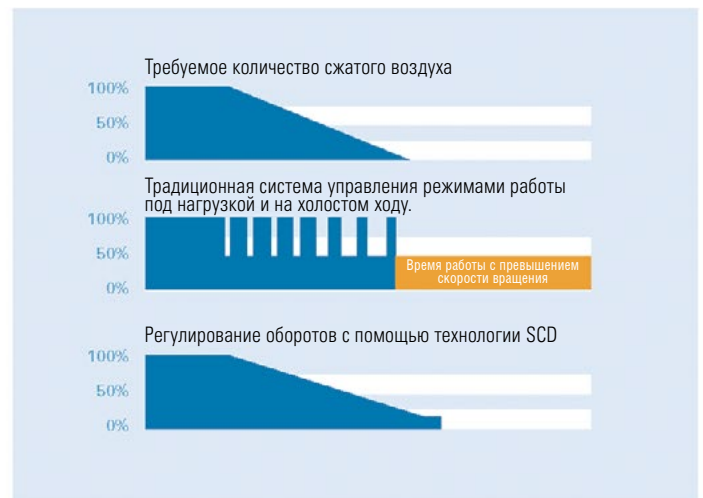 Требуемое количество сжатого воздуха
100%
50%
0%
Традиционная система управления режимами работы
под нагрузкой и на холостом ходу.
100%
50%
0%
Время работы с превышением
скорости вращения
Регулирование оборотов с помощью технологии SCD
100%
50%
0%